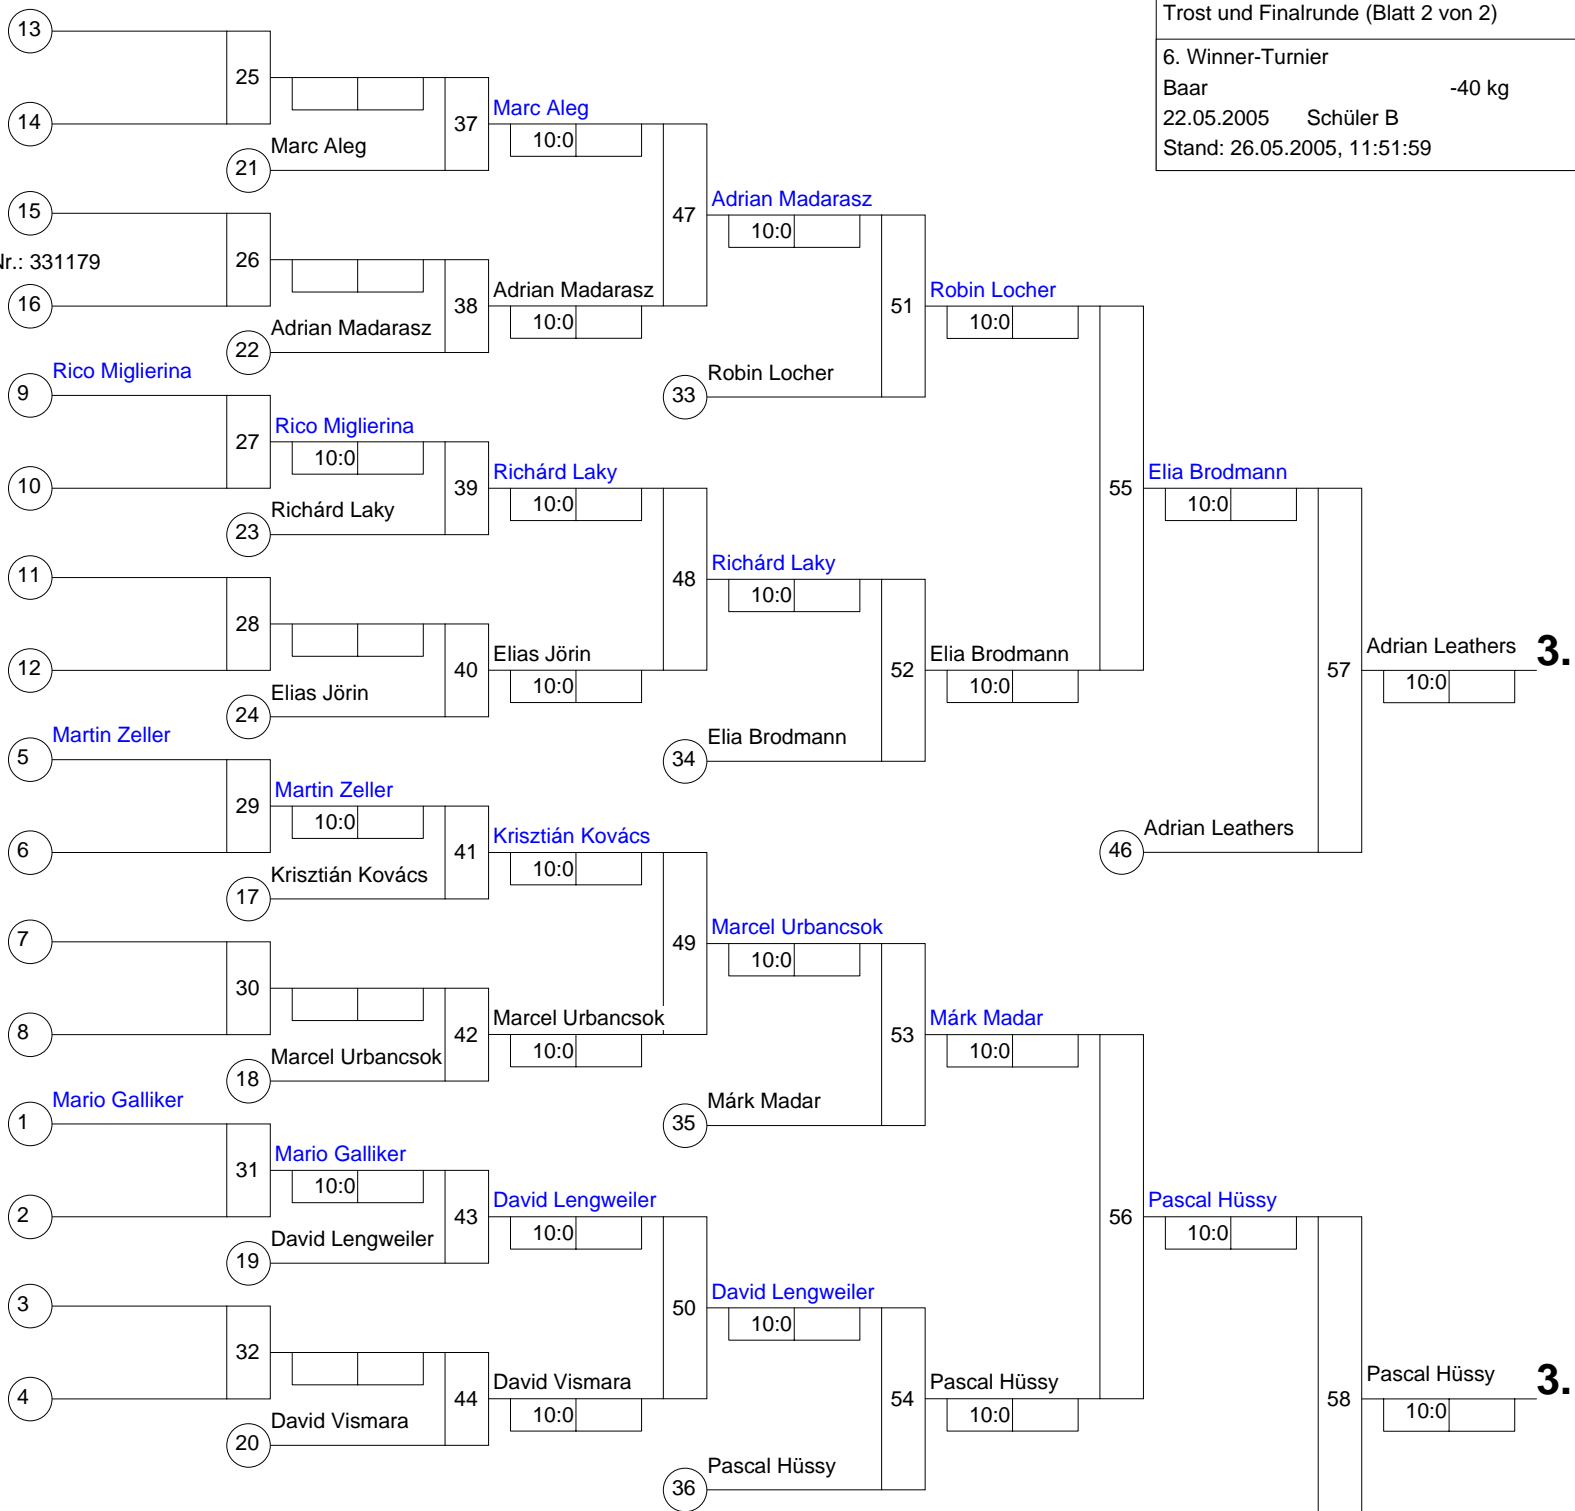 Trost und Finalrunde (Blatt 2 von 2)
6. Winner-Turnier
Baar -40 kg
22.05.2005 Schüler B
Stand: 26.05.2005, 11:51:59
13
25
14
37
Marc Aleg
10:0
Marc Aleg
21
15
47
Adrian Madarasz
10:0
26
Nr.: 331179
16
38
Adrian Madarasz
10:0
Adrian Madarasz
22
51
Robin Locher
10:0
Rico Miglierina
9
Robin Locher
33
27
Rico Miglierina
10:0
10
39
Richárd Laky
10:0
Richárd Laky
23
55
Elia Brodmann
10:0
11
48
Richárd Laky
10:0
28
12
40
Elias Jörin
10:0
52
Elia Brodmann
10:0
57
Adrian Leathers 3.
10:0
Elias Jörin
24
Martin Zeller
5
Elia Brodmann
34
29
Martin Zeller
10:0
6
41
Krisztián Kovács
10:0
Adrian Leathers
46
Krisztián Kovács
17
7
49
Marcel Urbancsok
10:0
30
8
42
Marcel Urbancsok
10:0
53
Márk Madar
10:0
Marcel Urbancsok
18
Mario Galliker
1
Márk Madar
35
31
Mario Galliker
10:0
2
43
David Lengweiler
10:0
56
Pascal Hüssy
10:0
David Lengweiler
19
3
50
David Lengweiler
10:0
32
4
44
David Vismara
10:0
54
Pascal Hüssy
10:0
58
Pascal Hüssy 3.
10:0
David Vismara
20
Pascal Hüssy
36